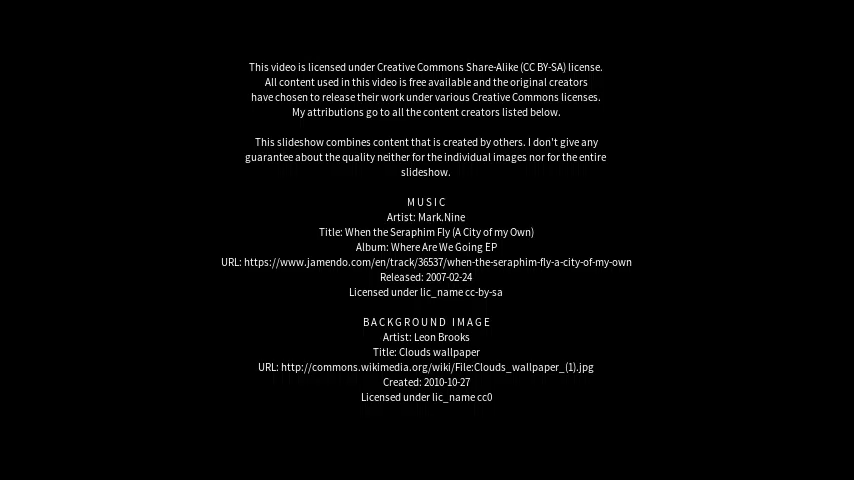 This video is licensed under Creative Commons Share-Alike (CC BY-SA) license.
All content used in this video is free available and the original creators
have chosen to release their work under various Creative Commons licenses.
My attributions go to all the content creators listed below.
This slideshow combines content that is created by others. I don't give any
guarantee about the quality neither for the individual images nor for the entire
slideshow.
MUSIC
Artist: Mark.Nine
Title: When the Seraphim Fly (A City of my Own)
Album: Where Are We Going EP
URL: https://www.jamendo.com/en/track/36537/when-the-seraphim-fly-a-city-of-my-own
Released: 2007-02-24
Licensed under lic_name cc-by-sa
BACKGROUND IMAGE
Artist: Leon Brooks
Title: Clouds wallpaper
URL: http://commons.wikimedia.org/wiki/File:Clouds_wallpaper_(1).jpg
Created: 2010-10-27
Licensed under lic_name cc0